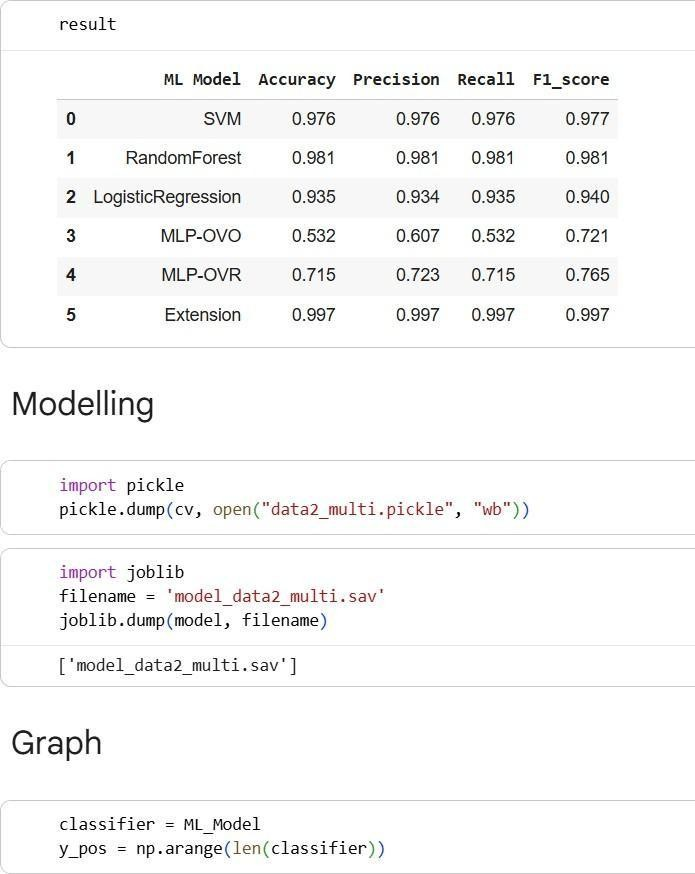 result
ML Model Accuracy Precision Recall F1_score
0 SVM 0.976 0.976 0.976 0.977
1 RandomForest 0.981 0.981 0.981 0.981
2 LogisticRegression 0.935 0.934 0.935 0.940
3 MLP-OVO 0.532 0.607 0.532 0.721
4 MLP-OVR 0.715 0.723 0.715 0.765
5 Extension 0.997 0.997 0.997 0.997
Modelling
import pickle
pickle.dump(cv, open("data2_multi.pickle", "wb"))
import joblib
filename = 'model_data2_multi.sav'
joblib.dump(model, filename)
['model_data2_multi.sav']
Graph
classifier = ML_Model
y_pos = np.arange(len(classifier))